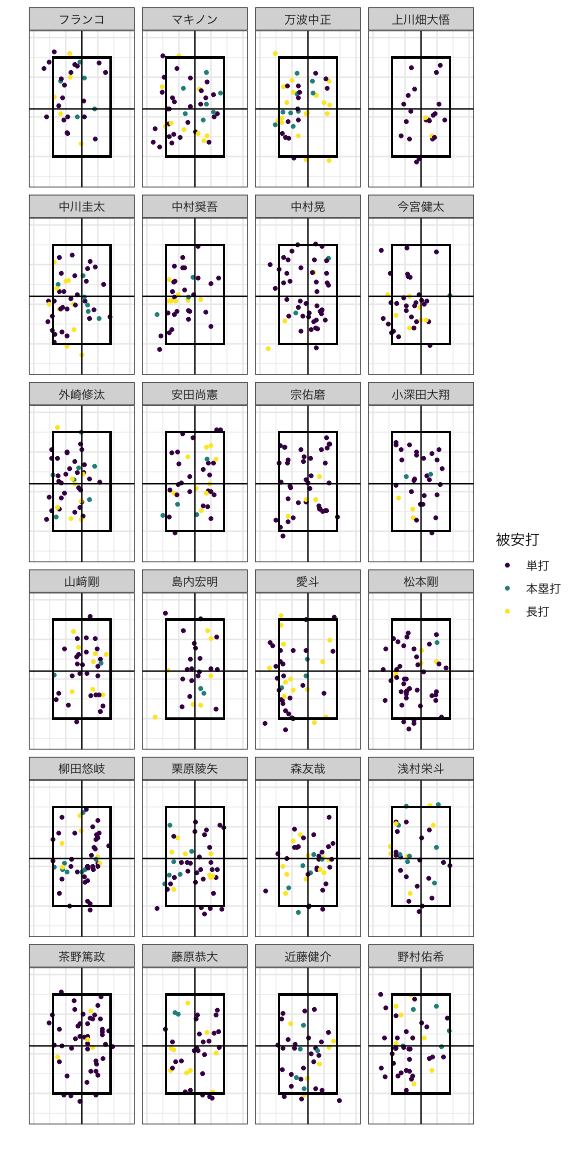 フランコ
マキノン
万波中正
上川畑大悟
中川圭太
中村奨吾
中村晃
今宮健太
外崎修汰
安田尚憲
宗佑磨
小深田大翔
山﨑剛
島内宏明
愛斗
松本剛
柳田悠岐
栗原陵矢
森友哉
浅村栄斗
茶野篤政
藤原恭大
近藤健介
野村佑希
被安打
単打
本塁打
長打